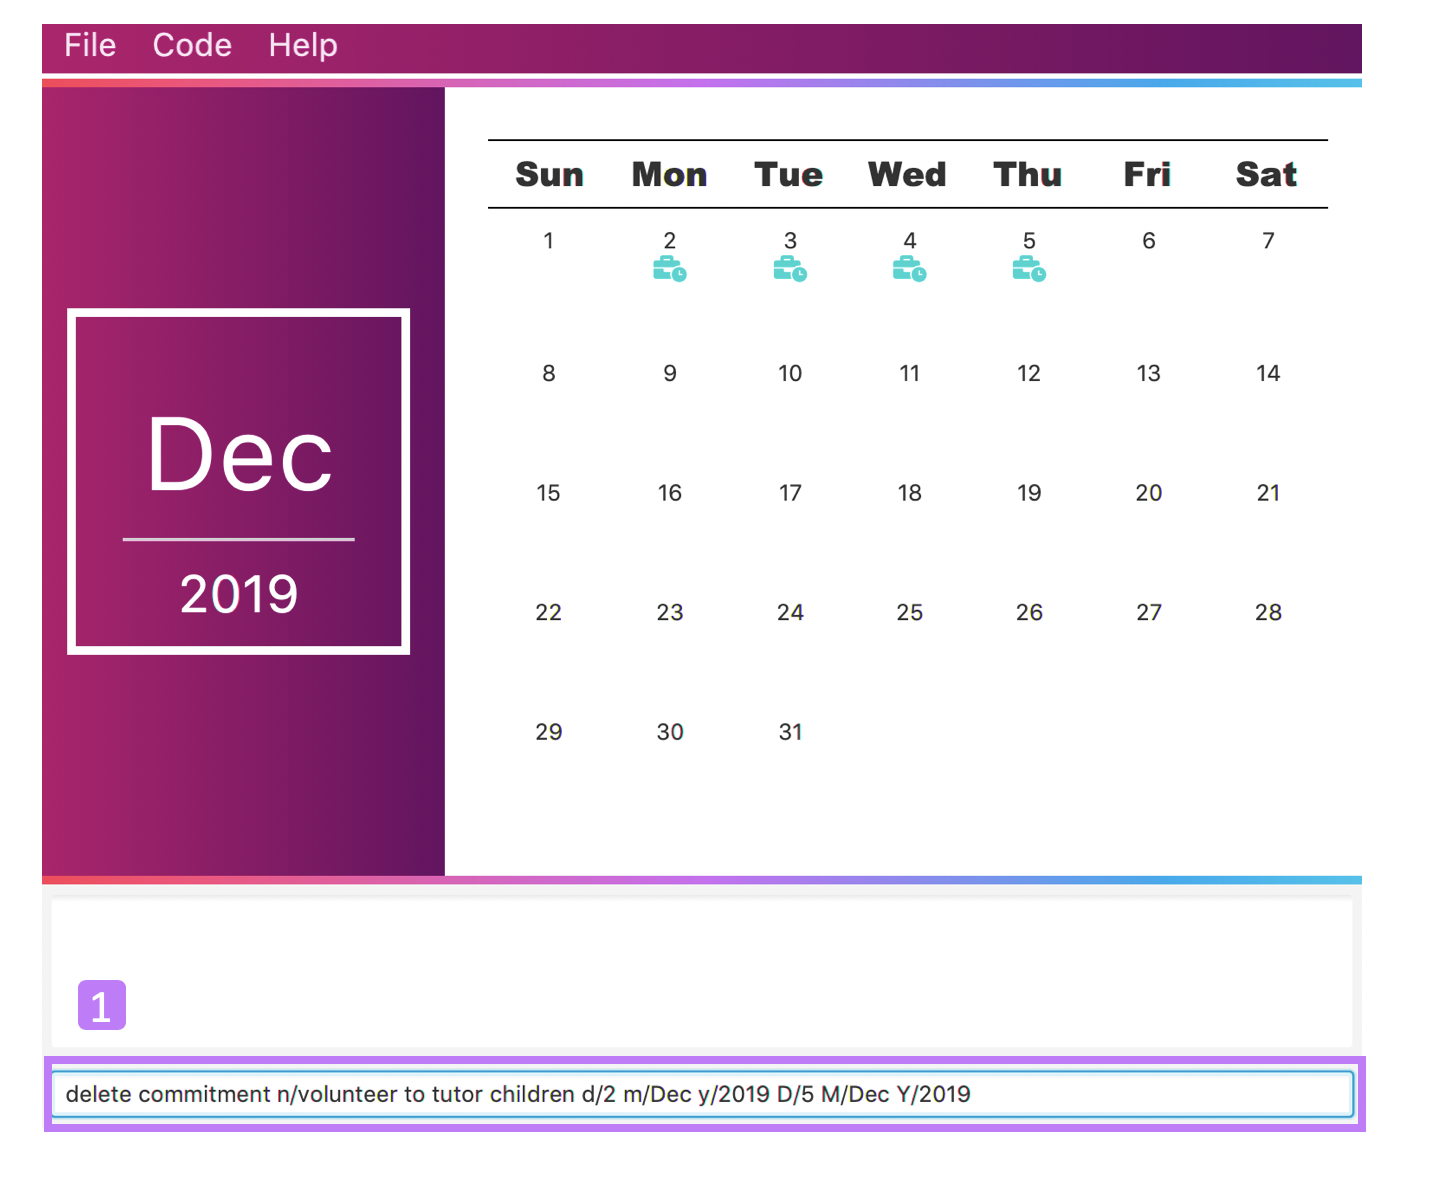 File Code Help
Sun Mon Tue Wed Thu Fri Sat
1 2 3 4 5 6 7
8 9 10 11 12 13 14
Dec
15 16 17 18 19 20 21
2019
22 23 24 25 26 27 28
29 30 31
1
delete commitment n/volunteer to tutor children d/2 m/Dec y/2019 D/5 M/Dec Y/2019